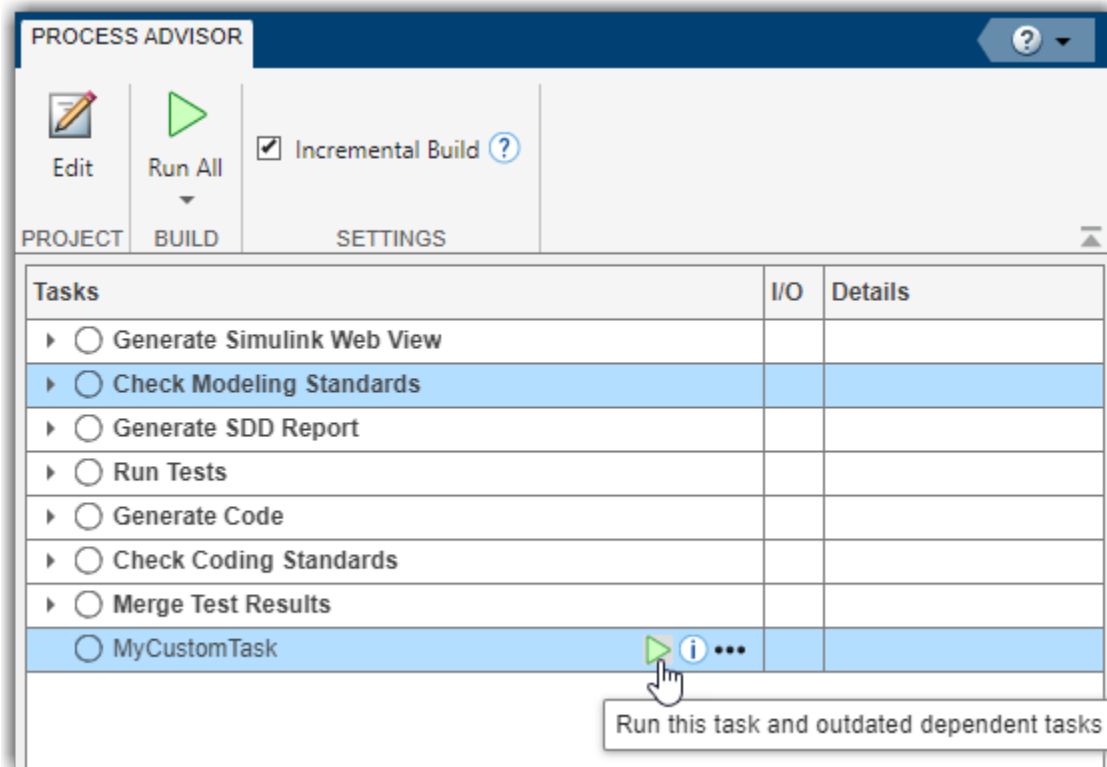 PROCESS ADVISOR
Edit
Run All
Incremental Build
PROJECT
BUILD
SETTINGS
Tasks I/O Details
Generate Simulink Web View
Check Modeling Standards
Generate SDD Report
Run Tests
Generate Code
Check Coding Standards
Merge Test Results
MyCustomTask
Run this task and outdated dependent tasks